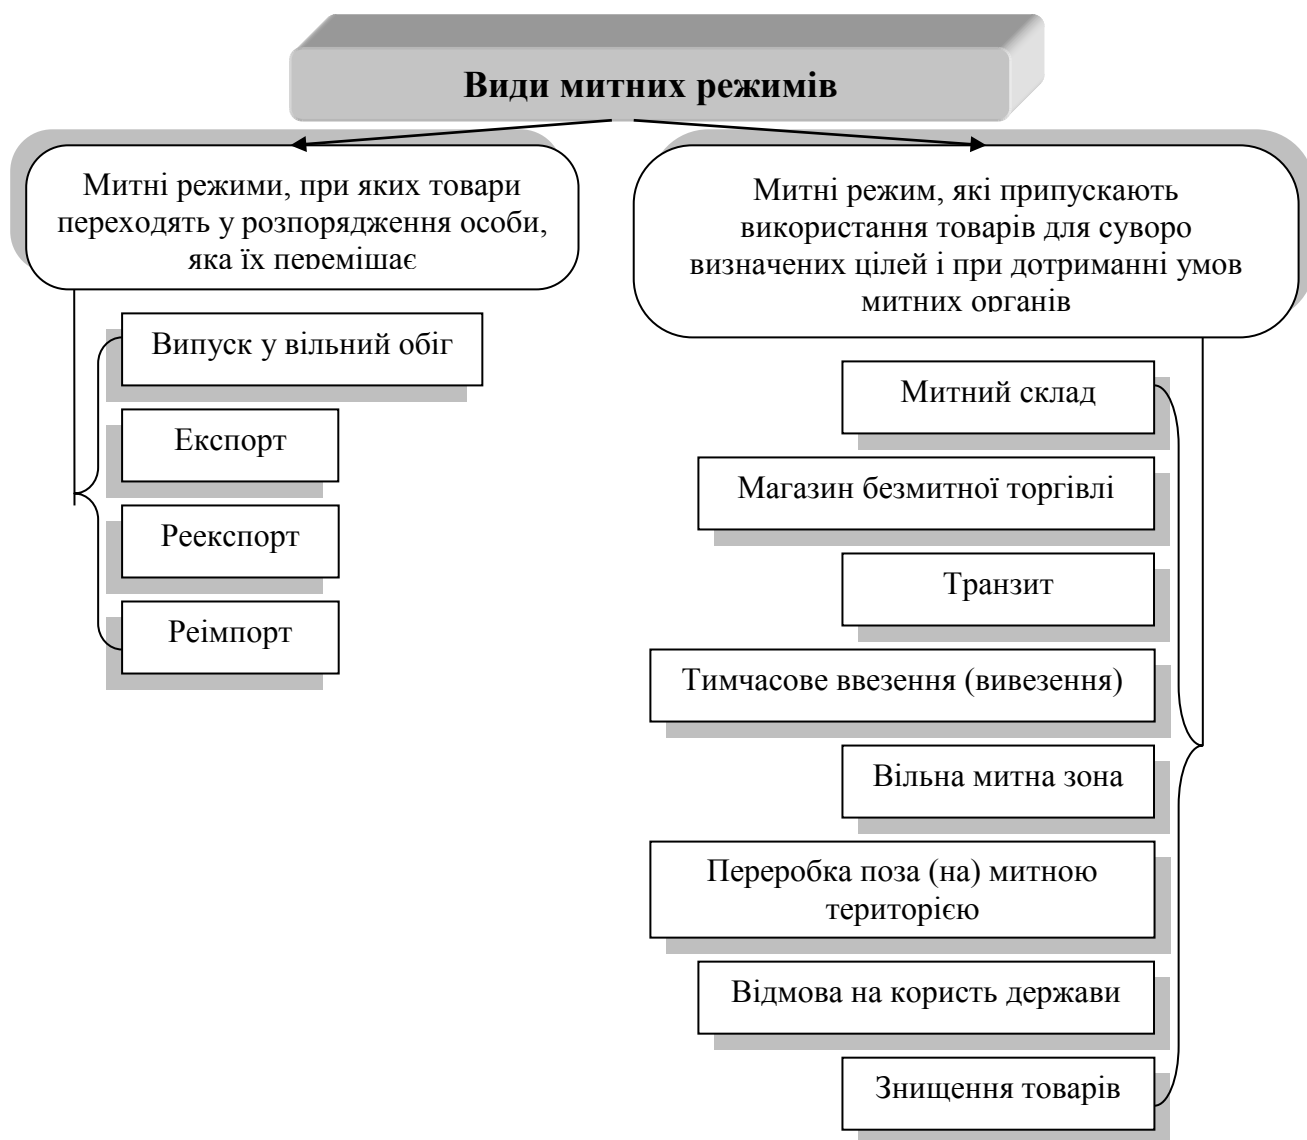 Види митних режимів
Митні режими, при яких товари
переходять у розпорядження особи,
яка їх переміщає
Випуск у вільний обіг
Експорт
Реекспорт
Реімпорт
Митні режим, які припускають
використання товарів для суворо
визначених цілей і при дотриманні умов
митних органів
Митний склад
Магазин безмитної торгівлі
Транзит
Тимчасове ввезення (вивезення)
Вільна митна зона
Переробка поза (на) митною
територією
Відмова на користь держави
Знищення товарів